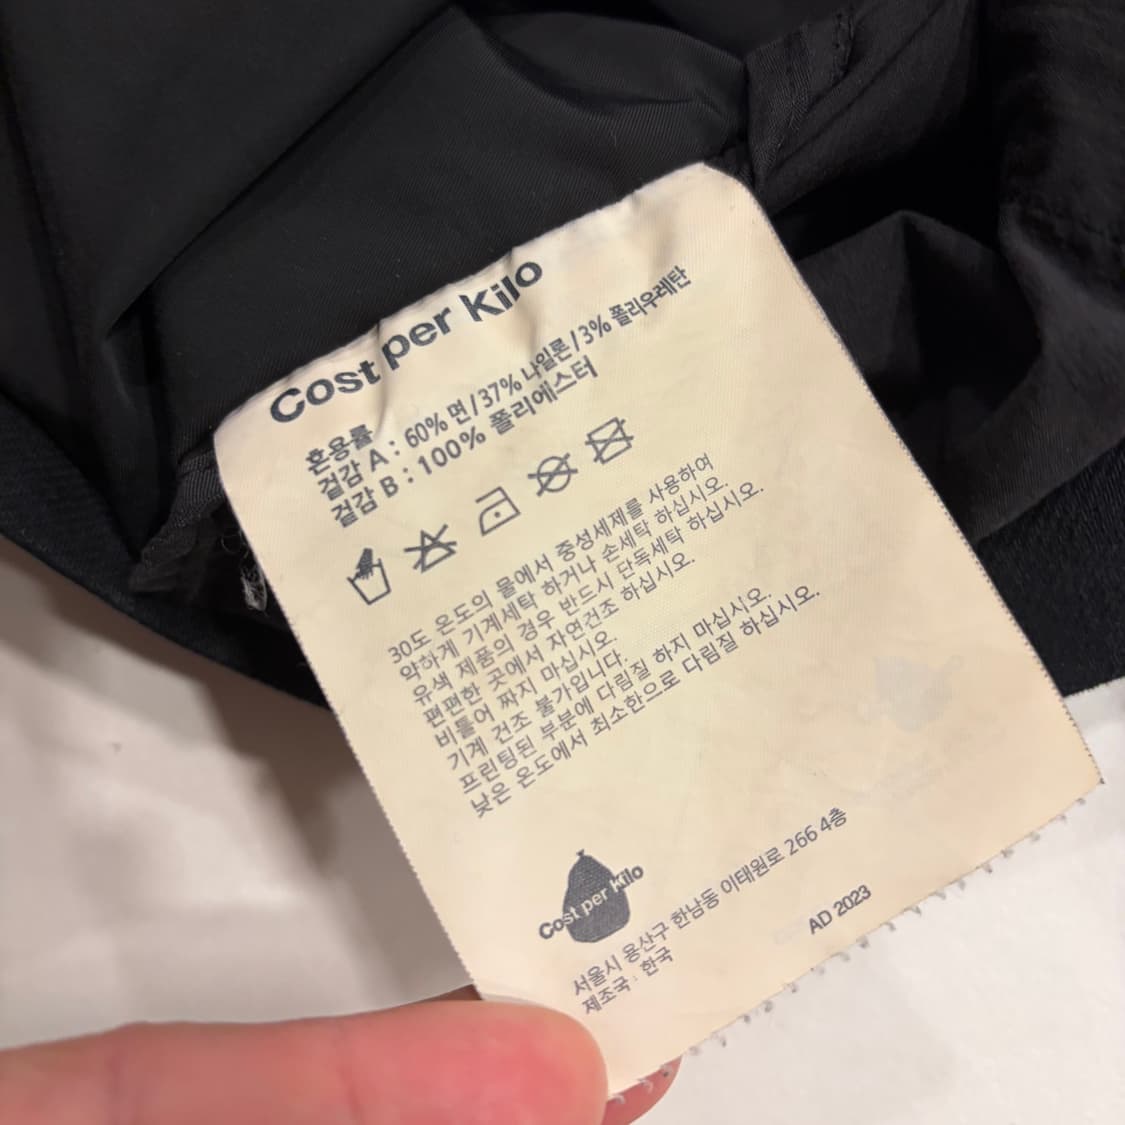 Cost per Kilo
혼용률
겉감 A : 60% 면 / 37% 나일론 / 3% 폴리우레탄
겉감 B : 100% 폴리에스터
30도 온도의 물에서 중성세제를 사용하여
약하게 기계세탁 하거나 손세탁 하십시오.
유색 제품의 경우 반드시 단독세탁 하십시오.
편편한 곳에서 자연건조 하십시오.
비틀어 짜지 마십시오.
기계 건조 불가입니다.
프린팅된 부분에 다림질 하지 마십시오.
낮은 온도에서 최소한으로 다림질 하십시오.
Cost per Kilo
서울시 용산구 한남동 이태원로 266 4층
제조국 : 한국
AD 2023